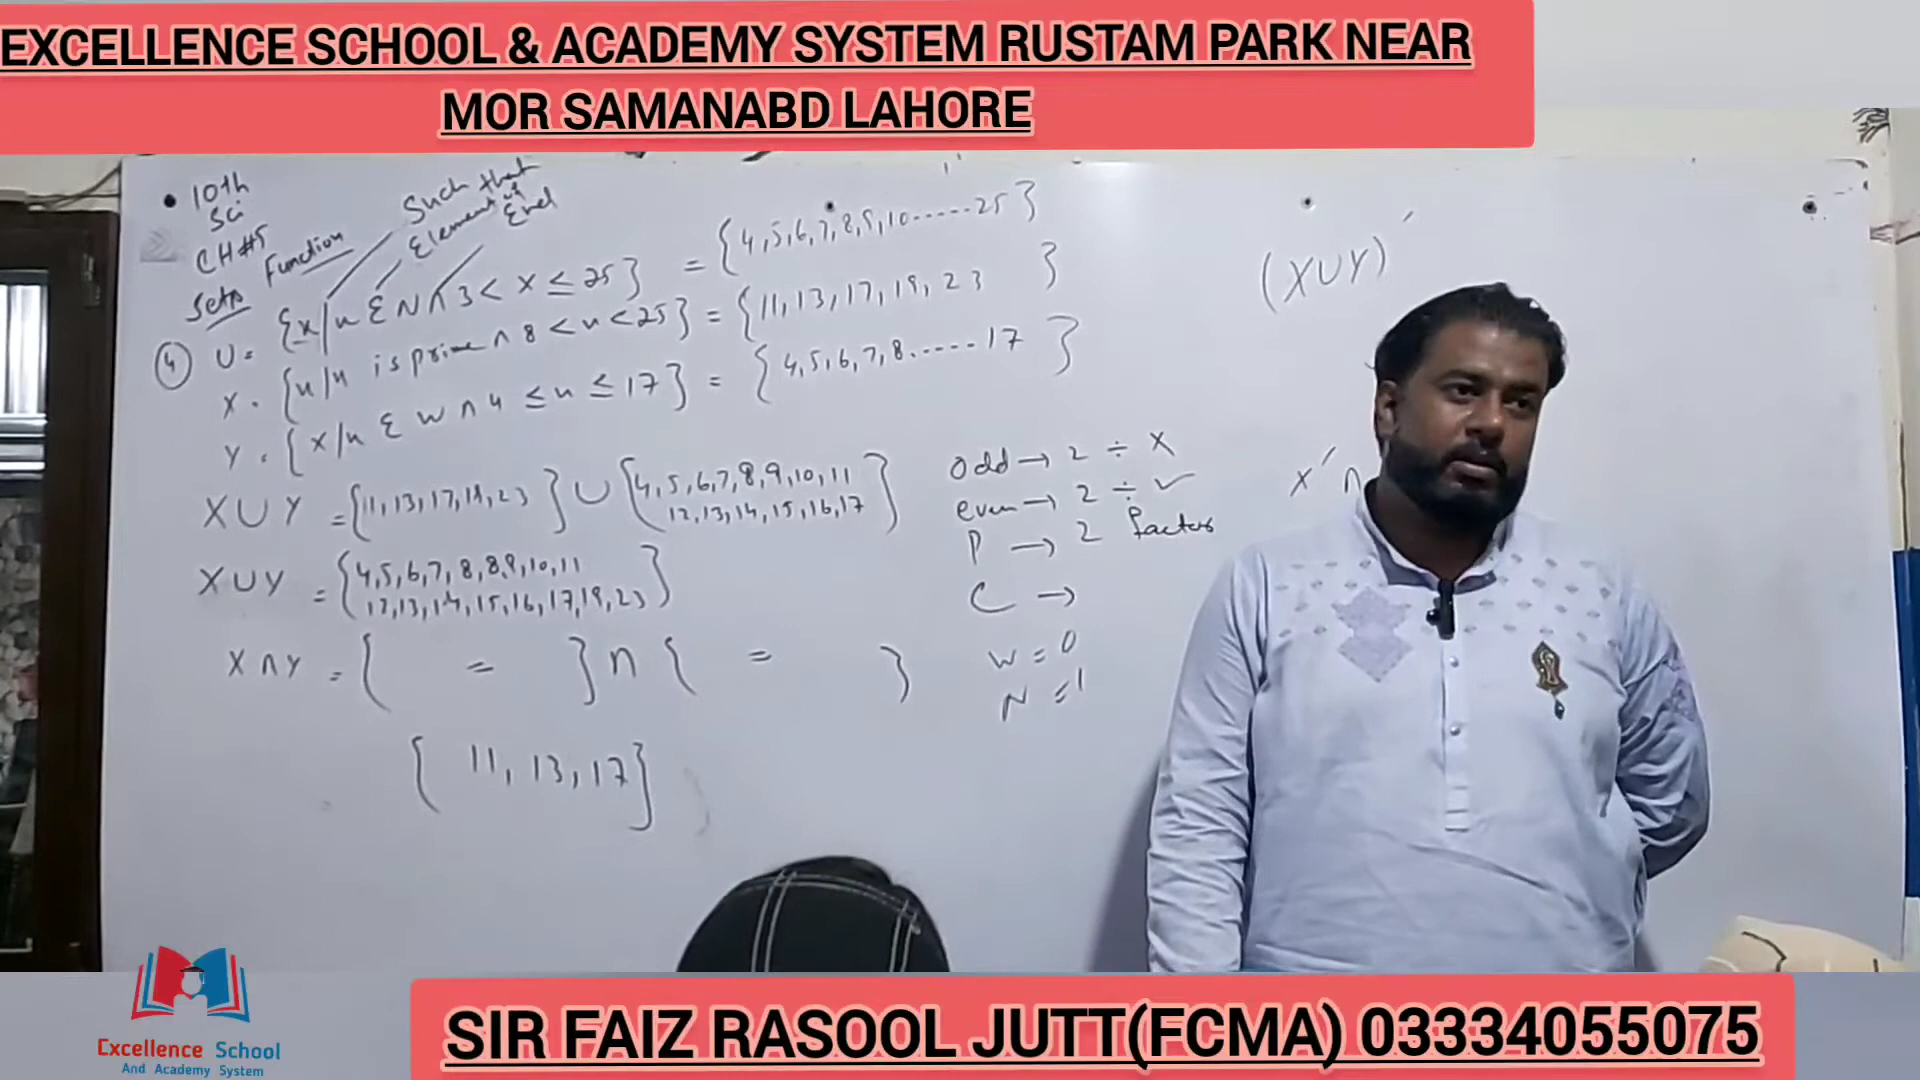 EXCELLENCE SCHOOL & ACADEMY SYSTEM RUSTAM PARK NEAR
MOR SAMANABD LAHORE
10th
Sci
CH#5
Sets Function
Such that
Element of
④ U = {x/x Ɛ N ∧ 3 < x ≤ 25} = {4,5,6,7,8,9,10......25}
X = {x/x is prime ∧ 8 < x < 25} = {11, 13, 17, 19, 23}
Y = {x/x Ɛ W ∧ 4 ≤ x ≤ 17} = {4,5,6,7,8......17}
X∪Y = {11, 13, 17, 19, 23} ∪ {4,5,6,7,8,9,10,11
12,13,14,15,16,17}
X∪Y = {4,5,6,7,8,8,9,10,11
12,13,14,15,16,17,19,23}
X∩Y = { = } ∩ { = }
{11, 13, 17}
odd → 2 ÷ X
even → 2 ÷ ✓
P → 2 factors
C →
W = 0
N = 1
(X∪Y)′
X′ ∩
Excellence School
And Academy System
SIR FAIZ RASOOL JUTT(FCMA) 03334055075